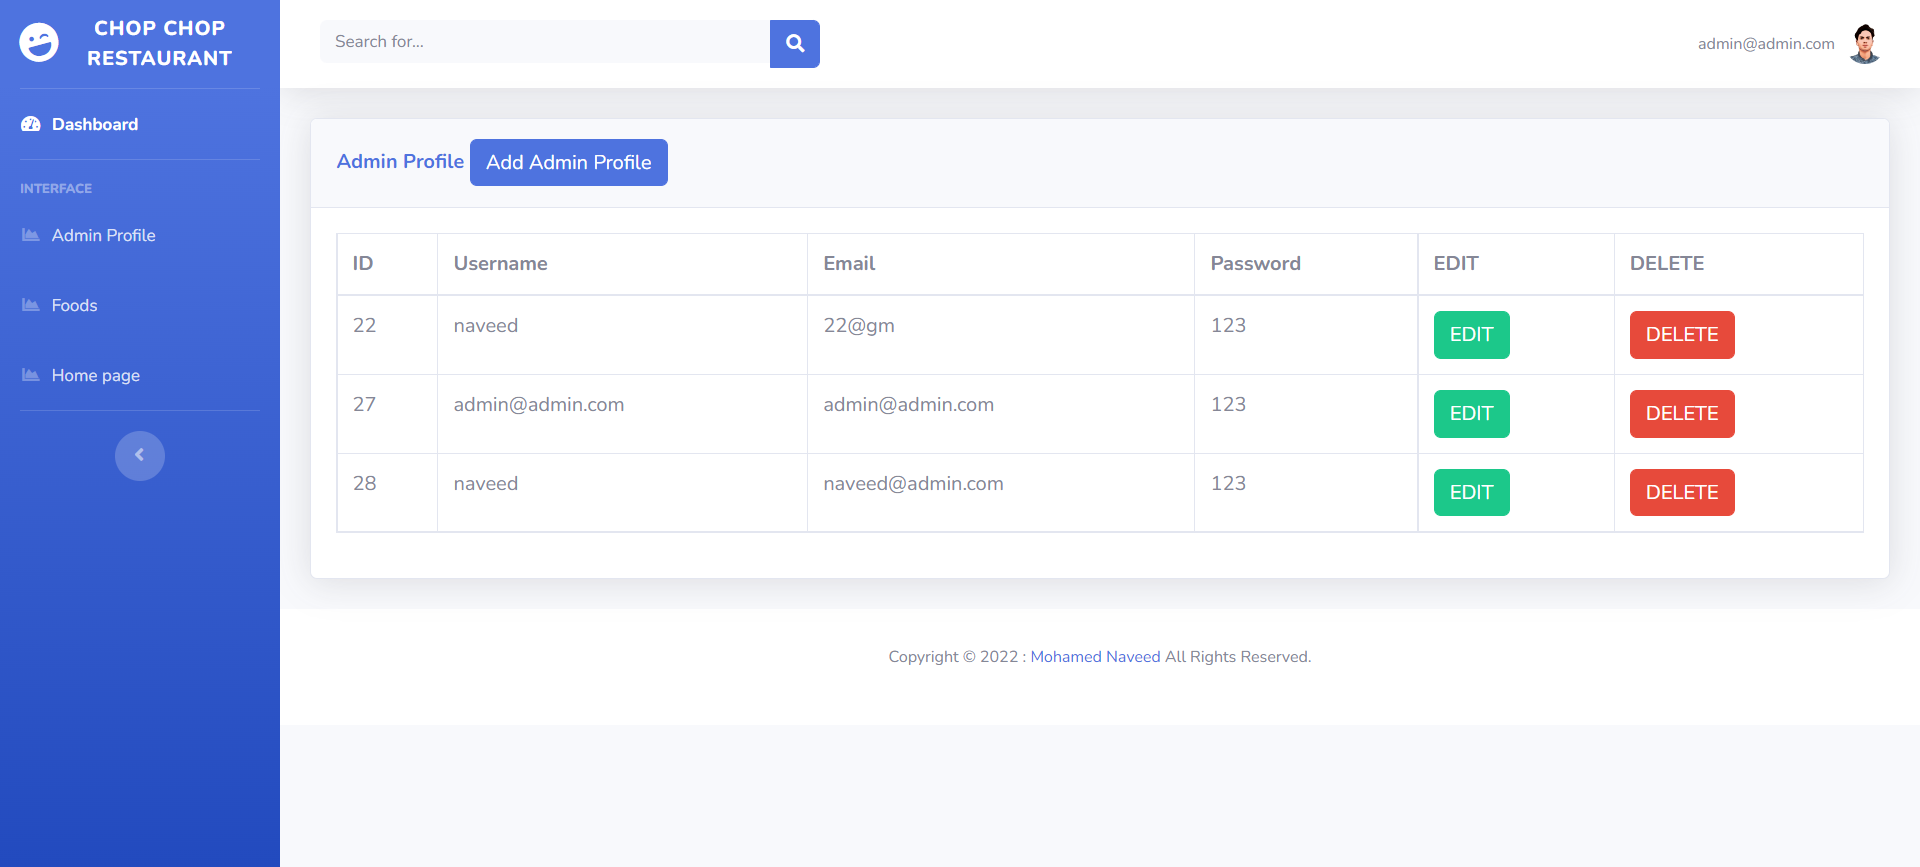 CHOP CHOP
RESTAURANT
Search for...
admin@admin.com
Dashboard
INTERFACE
Admin Profile
Foods
Home page
Admin Profile Add Admin Profile
ID Username Email Password EDIT DELETE
22 naveed 22@gm 123 EDIT DELETE
27 admin@admin.com admin@admin.com 123 EDIT DELETE
28 naveed naveed@admin.com 123 EDIT DELETE
Copyright © 2022 : Mohamed Naveed All Rights Reserved.